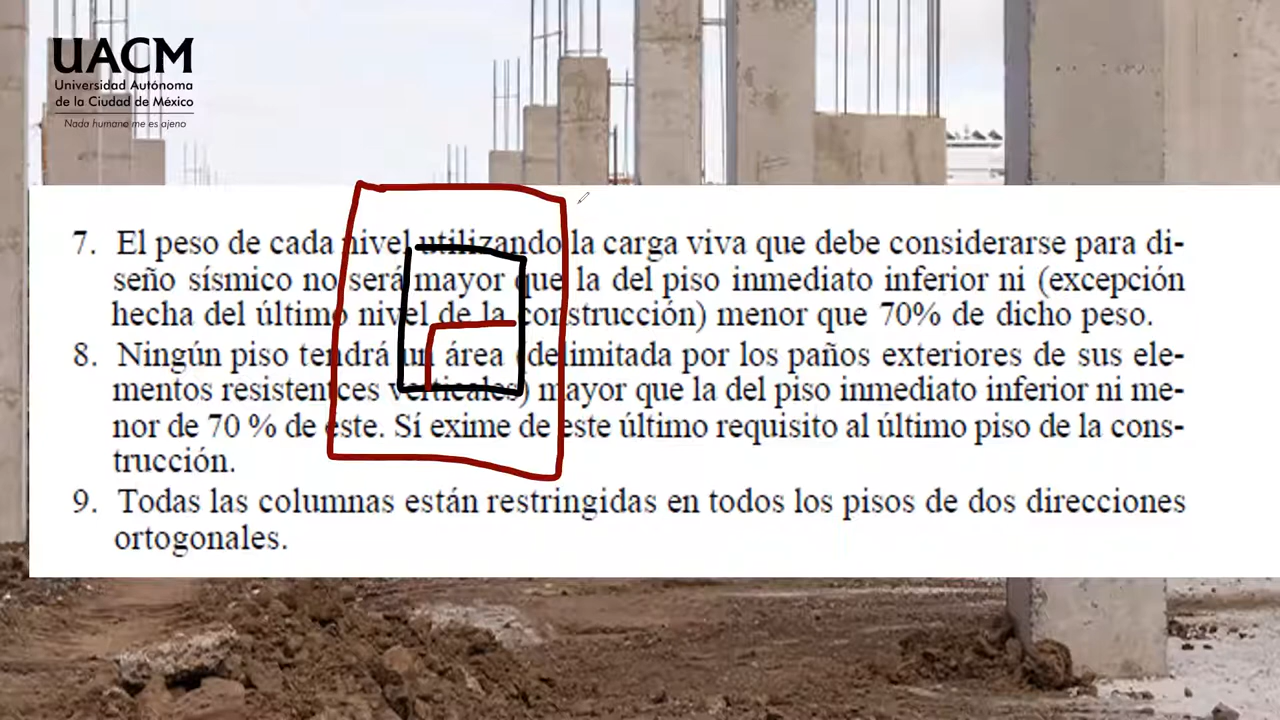 UACM
Universidad Autónoma
de la Ciudad de México
Nada humano me es ajeno
7. El peso de cada nivel utilizando la carga viva que debe considerarse para di-
seño sísmico no será mayor que la del piso inmediato inferior ni (excepción
hecha del último nivel de la construcción) menor que 70% de dicho peso.
8. Ningún piso tendrá un área (delimitada por los paños exteriores de sus ele-
mentos resistentces verticales) mayor que la del piso inmediato inferior ni me-
nor de 70 % de éste. Sí exime de este último requisito al último piso de la cons-
trucción.
9. Todas las columnas están restringidas en todos los pisos de dos direcciones
ortogonales.